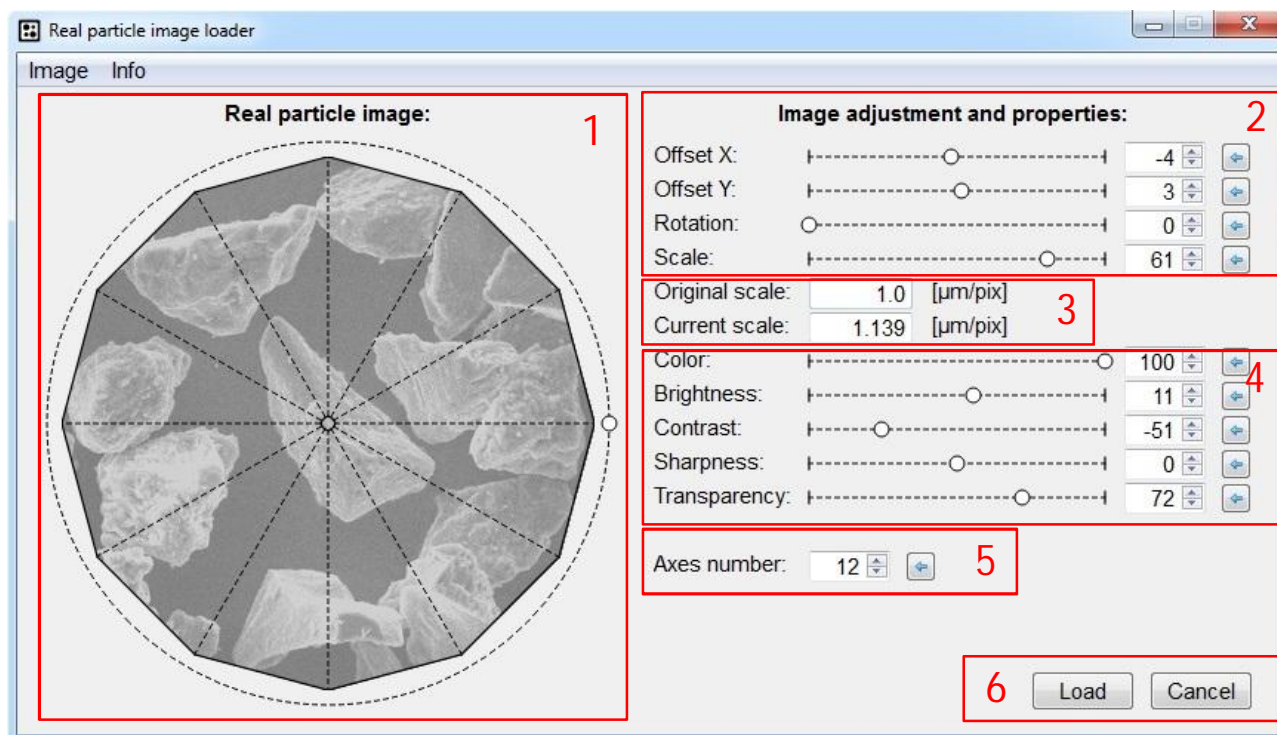 Real particle image loader
Image Info
Real particle image:
1
Image adjustment and properties:
2
Offset X: -4
Offset Y: 3
Rotation: 0
Scale: 61
Original scale: 1.0 [µm/pix]
3
Current scale: 1.139 [µm/pix]
Color: 100
4
Brightness: 11
Contrast: -51
Sharpness: 0
Transparency: 72
Axes number: 12
5
6
Load Cancel